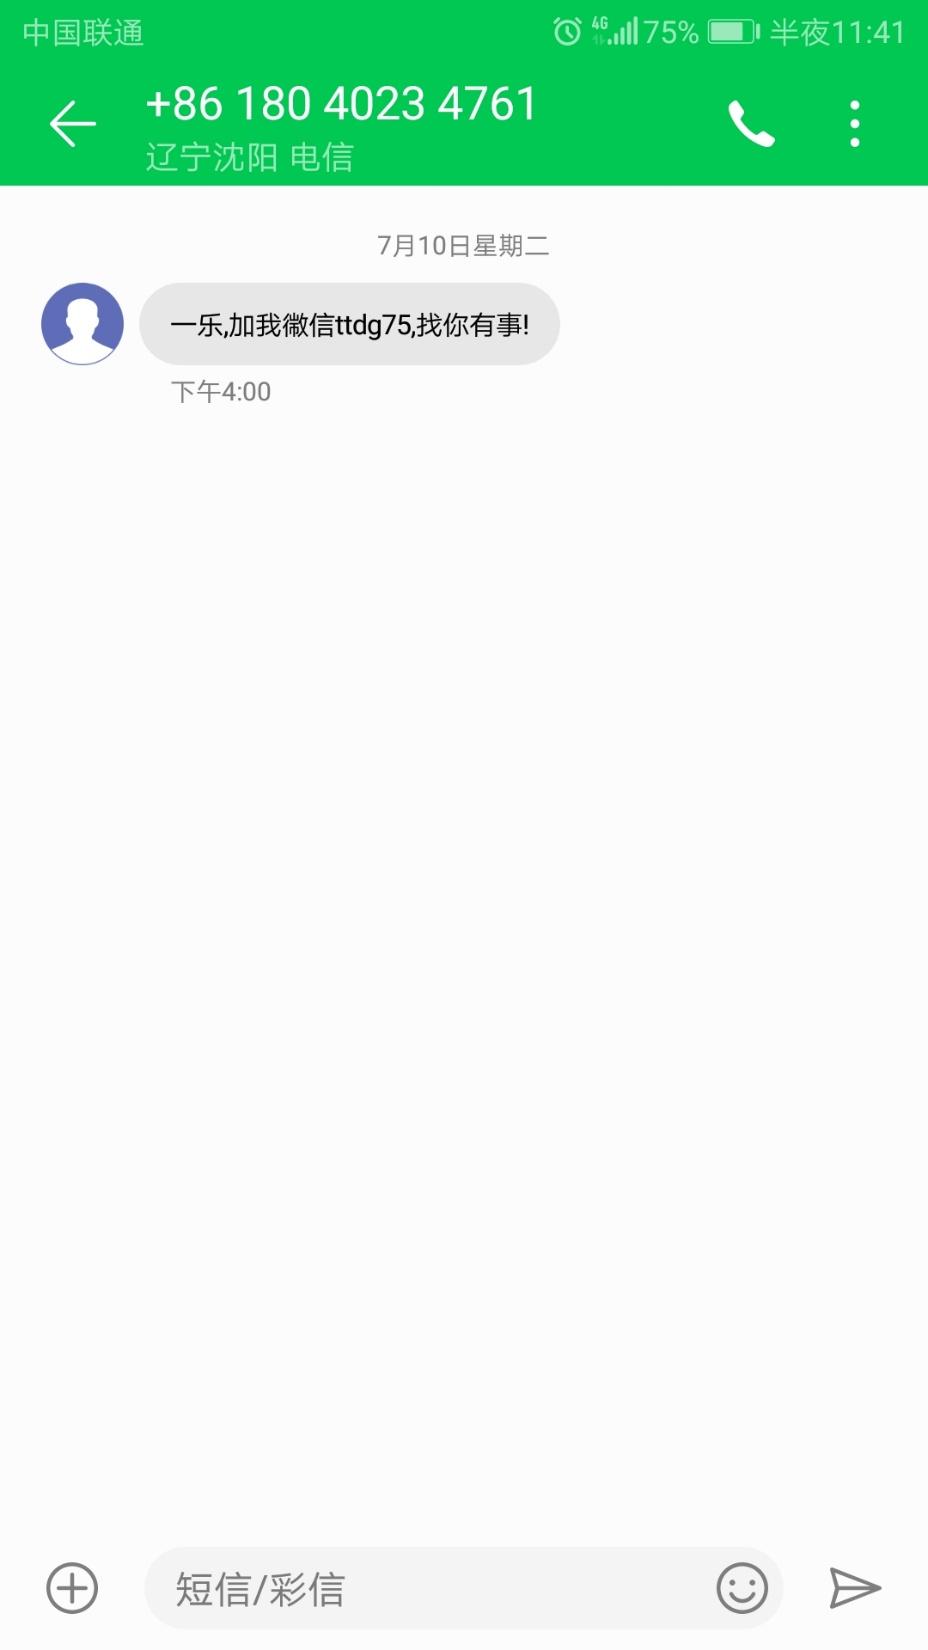 中国联通 4G 75% 半夜11:41
+86 180 4023 4761
辽宁沈阳 电信
7月10日星期二
一乐,加我微信ttdg75,找你有事!
下午4:00
短信/彩信